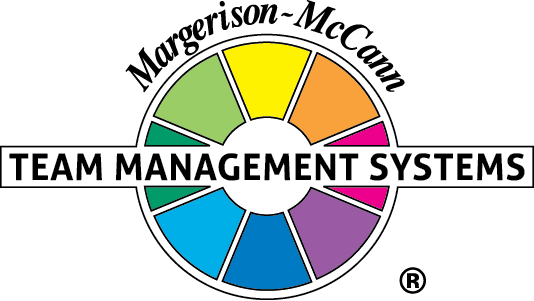 Margerison-McCann
TEAM MANAGEMENT SYSTEMS
®